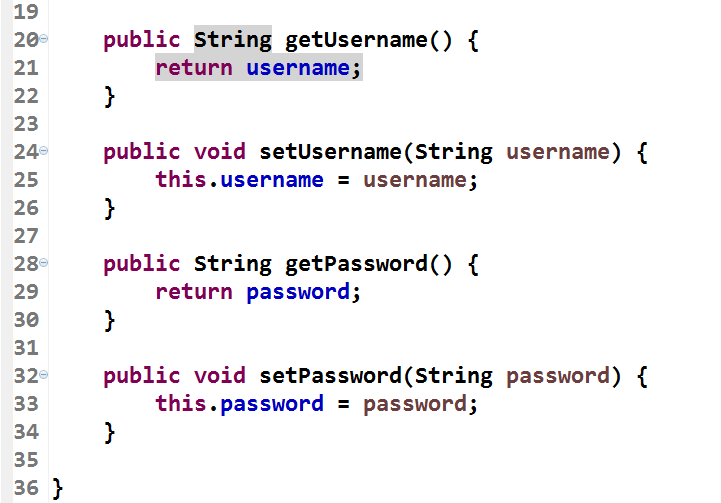 19
20 public String getUsername() {
21 return username;
22 }
23
24 public void setUsername(String username) {
25 this.username = username;
26 }
27
28 public String getPassword() {
29 return password;
30 }
31
32 public void setPassword(String password) {
33 this.password = password;
34 }
35
36 }